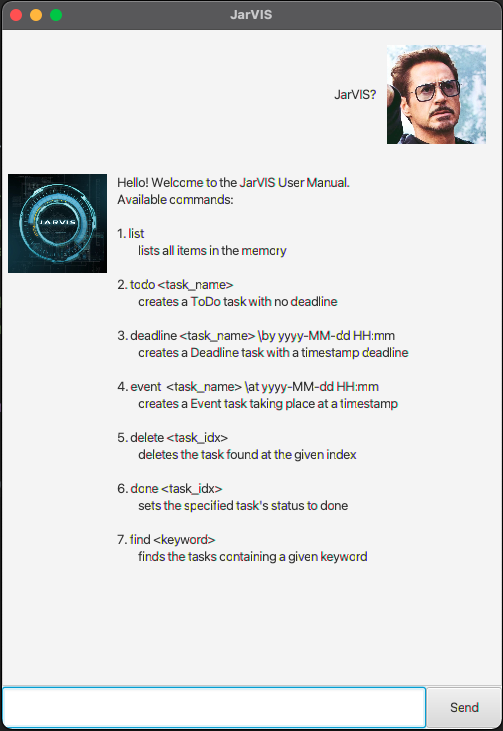 JarVIS
JarVIS?
JARVIS
Hello! Welcome to the JarVIS User Manual.
Available commands:
1. list
lists all items in the memory
2. todo <task_name>
creates a ToDo task with no deadline
3. deadline <task_name> \by yyyy-MM-dd HH:mm
creates a Deadline task with a timestamp deadline
4. event  <task_name> \at yyyy-MM-dd HH:mm
creates a Event task taking place at a timestamp
5. delete <task_idx>
deletes the task found at the given index
6. done <task_idx>
sets the specified task's status to done
7. find <keyword>
finds the tasks containing a given keyword
Send